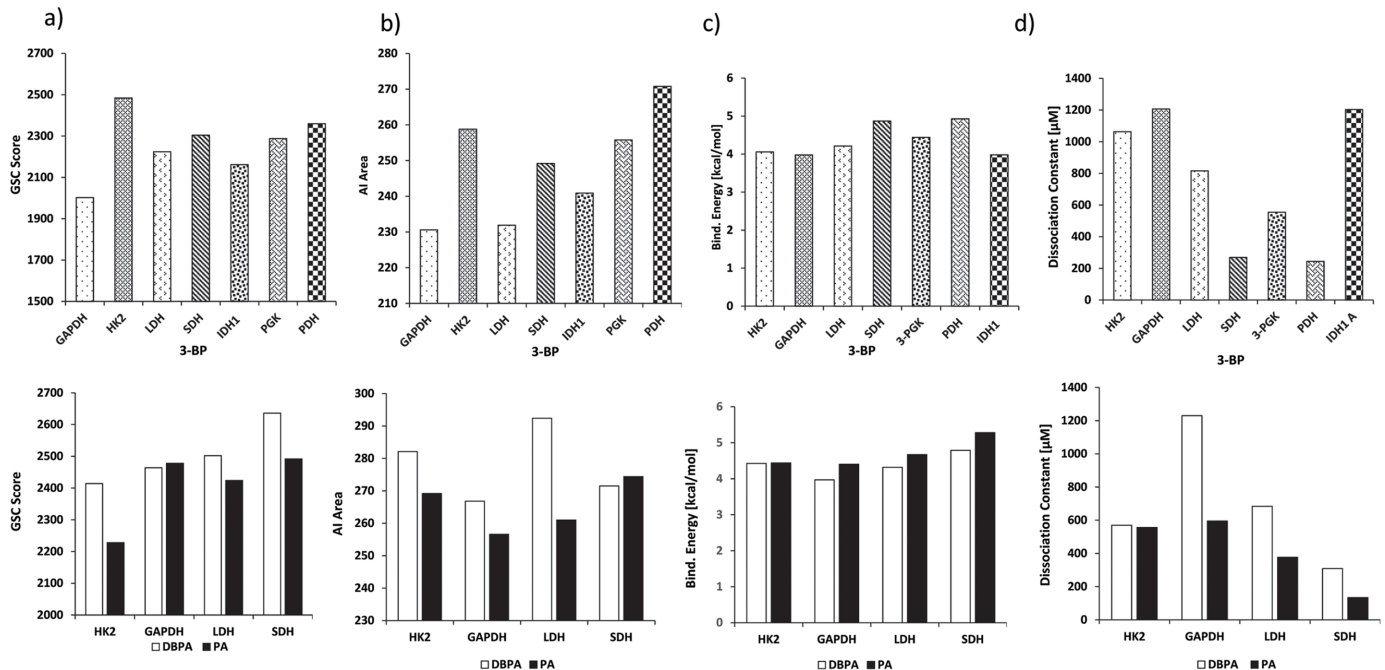 a)
b)
c)
d)
GSC Score
2700
2500
2300
2100
1900
1700
1500
GAPDH
HK2
LDH
SDH
IDH1
PGK
PDH
3-BP
AI Area
280
270
260
250
240
230
220
210
GAPDH
HK2
LDH
SDH
IDH1
PGK
PDH
3-BP
Bind. Energy [kcal/mol]
6
5
4
3
2
1
0
HK2
GAPDH
LDH
SDH
3-PGK
PDH
IDH1
3-BP
Dissociation Constant [µM]
1400
1200
1000
800
600
400
200
0
HK2
GAPDH
LDH
SDH
3-PGK
PDH
IDH1 A
3-BP
GSC Score
2700
2600
2500
2400
2300
2200
2100
2000
HK2 GAPDH LDH SDH
DBPA PA
AI Area
300
290
280
270
260
250
240
230
HK2 GAPDH LDH SDH
DBPA PA
Bind. Energy [kcal/mol]
6
5
4
3
2
1
0
HK2 GAPDH LDH SDH
DBPA PA
Dissociation Constant [µM]
1400
1200
1000
800
600
400
200
0
HK2 GAPDH LDH SDH
DBPA PA